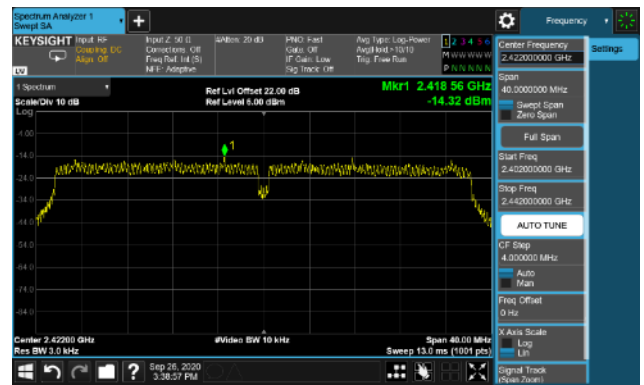 Spectrum Analyzer 1
Swept SA
Frequency
KEYSIGHT Input: RF
Coupling: DC
Align: Off
Input Z: 50 Ω
Corrections: Off
Freq Ref: Int (S)
NFE: Adaptive
#Atten: 20 dB
PNO: Fast
Gate: Off
IF Gain: Low
Sig Track: Off
Avg Type: Log-Power
Avg|Hold:>10/10
Trig: Free Run
1 2 3 4 5 6
M W W W W W
P N N N N N
LV
Center Frequency
2.422000000 GHz
Settings
Span
40.0000000 MHz
Swept Span
Zero Span
Full Span
Start Freq
2.402000000 GHz
Stop Freq
2.442000000 GHz
AUTO TUNE
CF Step
4.000000 MHz
Auto
Man
Freq Offset
0 Hz
X Axis Scale
Log
Lin
Signal Track
(Span Zoom)
1 Spectrum
Scale/Div 10 dB
Log
Ref Lvl Offset 22.00 dB
Ref Level 6.00 dBm
Mkr1 2.418 56 GHz
-14.32 dBm
1
-4.00
-14.0
-24.0
-34.0
-44.0
-54.0
-64.0
-74.0
-84.0
Center 2.42200 GHz
Res BW 3.0 kHz
#Video BW 10 kHz
Span 40.00 MHz
Sweep 13.0 ms (1001 pts)
?
Sep 26, 2020
3:38:57 PM